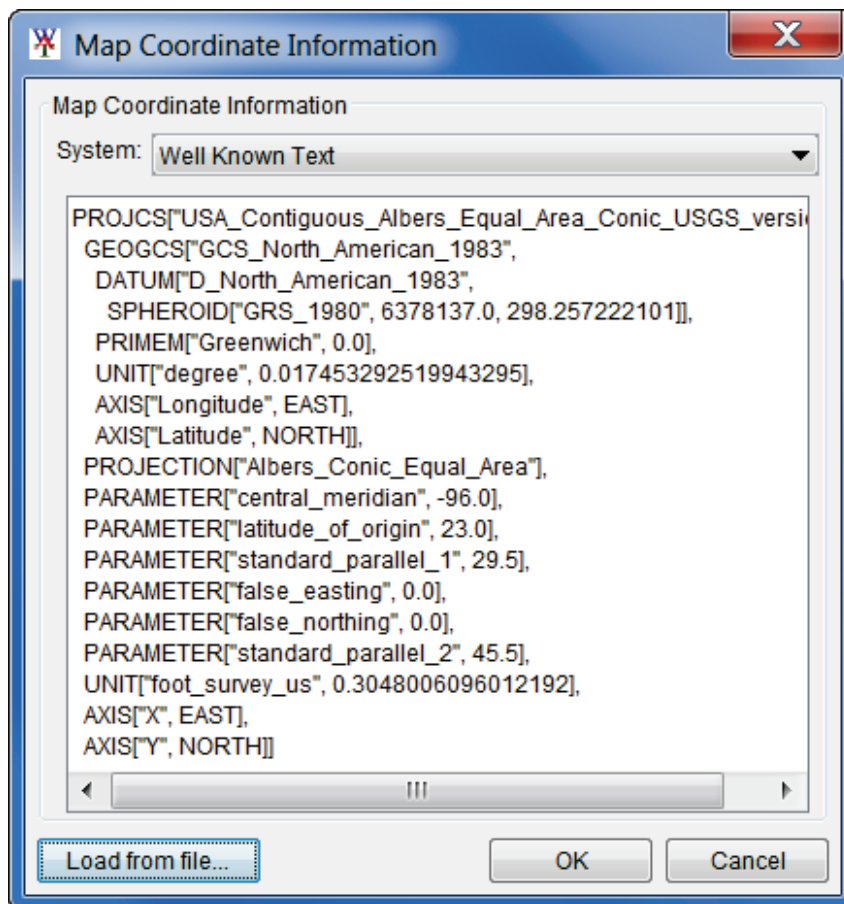 Map Coordinate Information
Map Coordinate Information
System: Well Known Text
PROJCS["USA_Contiguous_Albers_Equal_Area_Conic_USGS_versi
GEOGCS["GCS_North_American_1983",
DATUM["D_North_American_1983",
SPHEROID["GRS_1980", 6378137.0, 298.257222101]],
PRIMEM["Greenwich", 0.0],
UNIT["degree", 0.017453292519943295],
AXIS["Longitude", EAST],
AXIS["Latitude", NORTH]],
PROJECTION["Albers_Conic_Equal_Area"],
PARAMETER["central_meridian", -96.0],
PARAMETER["latitude_of_origin", 23.0],
PARAMETER["standard_parallel_1", 29.5],
PARAMETER["false_easting", 0.0],
PARAMETER["false_northing", 0.0],
PARAMETER["standard_parallel_2", 45.5],
UNIT["foot_survey_us", 0.3048006096012192],
AXIS["X", EAST],
AXIS["Y", NORTH]]
Load from file... OK Cancel